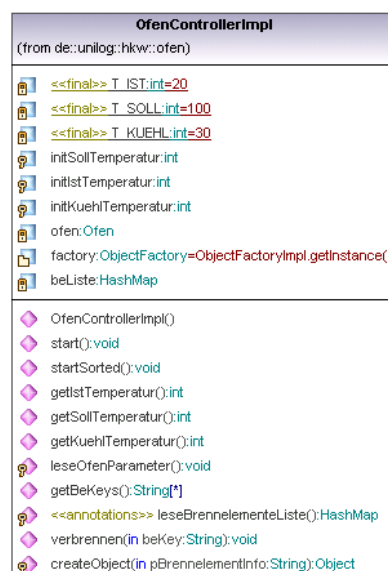 OfenControllerImpl
(from de::unilog::hkw::ofen)
<<final>> T_IST:int=20
<<final>> T_SOLL:int=100
<<final>> T_KUEHL:int=30
initSollTemperatur:int
initIstTemperatur:int
initKuehlTemperatur:int
ofen:Ofen
factory:ObjectFactory=ObjectFactoryImpl.getInstance(
beListe:HashMap
OfenControllerImpl()
start():void
startSorted():void
getIstTemperatur():int
getSollTemperatur():int
getKuehlTemperatur():int
leseOfenParameter():void
getBeKeys():String[*]
<<annotations>> leseBrennelementeListe():HashMap
verbrennen(in beKey:String):void
createObject(in pBrennelementInfo:String):Object